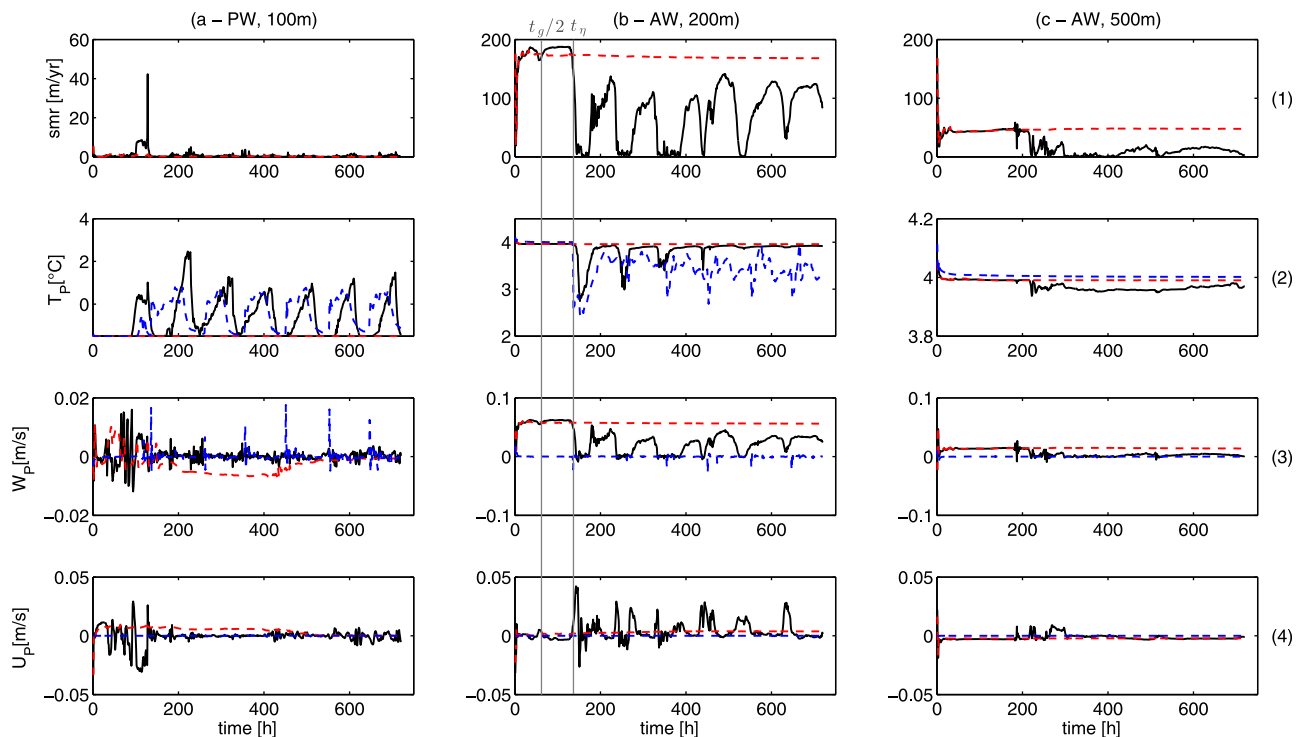 (a − PW, 100m) (b − AW, 200m) (c − AW, 500m)
t_g/2 t_η
smr [m/yr] 60 40 20 0 200 100 0 200 100 0 (1)
0 200 400 600 0 200 400 600 0 200 400 600
T_P[°C] 4 2 0 4 3 2 4.2 4 3.8 (2)
0 200 400 600 0 200 400 600 0 200 400 600
W_P[m/s] 0.02 0 −0.02 0.1 0 −0.1 0.1 0 −0.1 (3)
0 200 400 600 0 200 400 600 0 200 400 600
U_P[m/s] 0.05 0 −0.05 0.05 0 −0.05 0.05 0 −0.05 (4)
0 200 400 600 0 200 400 600 0 200 400 600
time [h] time [h] time [h]